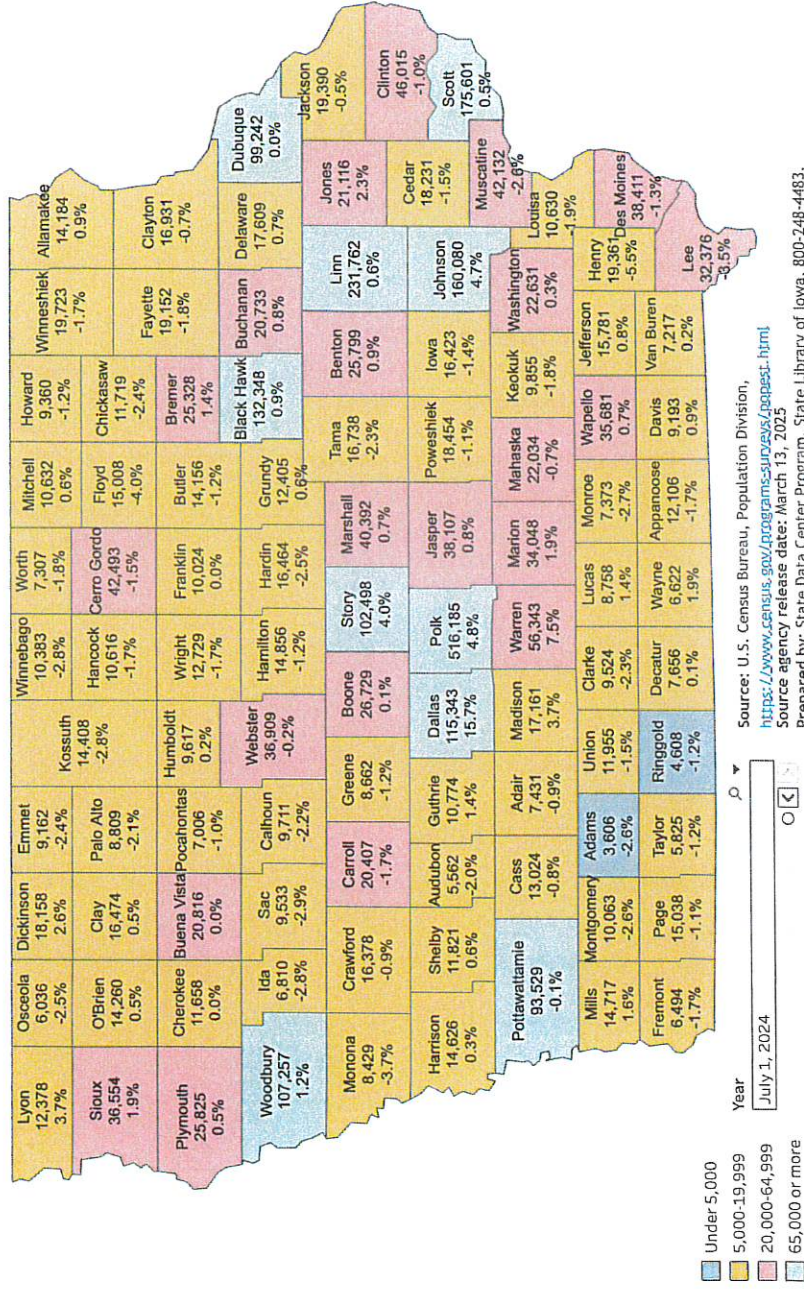 Lyon
12,378
3.7%
Osceola
6,036
-2.5%
Dickinson
18,158
2.6%
Emmet
9,162
-2.4%
Kossuth
14,408
-2.8%
Winnebago
10,383
-2.8%
Worth
7,307
-1.8%
Mitchell
10,632
0.6%
Howard
9,360
-1.2%
Winneshiek
19,723
-1.7%
Allamakee
14,184
0.9%
Sioux
36,554
1.9%
O'Brien
14,260
0.5%
Clay
16,474
0.5%
Palo Alto
8,809
-2.1%
Hancock
10,616
-1.7%
Cerro Gordo
42,493
-1.5%
Floyd
15,008
-4.0%
Chickasaw
11,719
-2.4%
Fayette
19,152
-1.8%
Clayton
16,931
-0.7%
Plymouth
25,825
0.5%
Cherokee
11,658
0.0%
Buena Vista
20,816
0.0%
Pocahontas
7,006
-1.0%
Humboldt
9,617
0.2%
Wright
12,729
-1.7%
Franklin
10,024
0.0%
Butler
14,156
-1.2%
Bremer
25,328
1.4%
Woodbury
107,257
1.2%
Ida
6,810
-2.8%
Sac
9,533
-2.9%
Calhoun
9,711
-2.2%
Webster
36,909
-0.2%
Hamilton
14,856
-1.2%
Hardin
16,464
-2.5%
Grundy
12,405
0.6%
Black Hawk
132,348
0.9%
Buchanan
20,733
0.8%
Delaware
17,609
0.7%
Dubuque
99,242
0.0%
Monona
8,429
-3.7%
Crawford
16,378
-0.9%
Carroll
20,407
-1.7%
Greene
8,662
-1.2%
Boone
26,729
0.1%
Story
102,498
4.0%
Marshall
40,392
0.7%
Tama
16,738
-2.3%
Benton
25,799
0.9%
Linn
231,762
0.6%
Jones
21,116
2.3%
Jackson
19,390
-0.5%
Clinton
46,015
-1.0%
Harrison
14,626
0.3%
Shelby
11,821
0.6%
Audubon
5,562
-2.0%
Guthrie
10,774
1.4%
Dallas
115,343
15.7%
Polk
516,185
4.8%
Jasper
38,107
0.8%
Poweshiek
18,454
-1.1%
Iowa
16,423
-1.4%
Johnson
160,080
4.7%
Cedar
18,231
-1.5%
Scott
175,601
0.5%
Pottawattamie
93,529
-0.1%
Cass
13,024
-0.8%
Adair
7,431
-0.9%
Madison
17,161
3.7%
Warren
56,343
7.5%
Marion
34,048
1.9%
Mahaska
22,034
-0.7%
Keokuk
9,855
-1.8%
Washington
22,631
0.3%
Muscatine
42,132
-2.6%
Louisa
10,630
-1.9%
Mills
14,717
1.6%
Montgomery
10,063
-2.6%
Adams
3,606
-2.6%
Union
11,955
-1.5%
Clarke
9,524
-2.3%
Lucas
8,758
1.4%
Monroe
7,373
-2.7%
Wapello
35,681
0.7%
Jefferson
15,781
0.8%
Henry
19,361
-5.5%
Des Moines
38,411
-1.3%
Fremont
6,494
-1.7%
Page
15,038
-1.1%
Taylor
5,825
-1.2%
Ringgold
4,608
-1.2%
Decatur
7,656
0.1%
Wayne
6,622
1.9%
Appanoose
12,106
-1.7%
Davis
9,193
0.9%
Van Buren
7,217
0.2%
Lee
32,376
-3.5%
Under 5,000
5,000-19,999
20,000-64,999
65,000 or more
Year
July 1, 2024
Source: U.S. Census Bureau, Population Division,
https://www.census.gov/programs-surveys/popest.html
Source agency release date: March 13, 2025
Prepared by: State Data Center Program, State Library of Iowa, 800-248-4483.